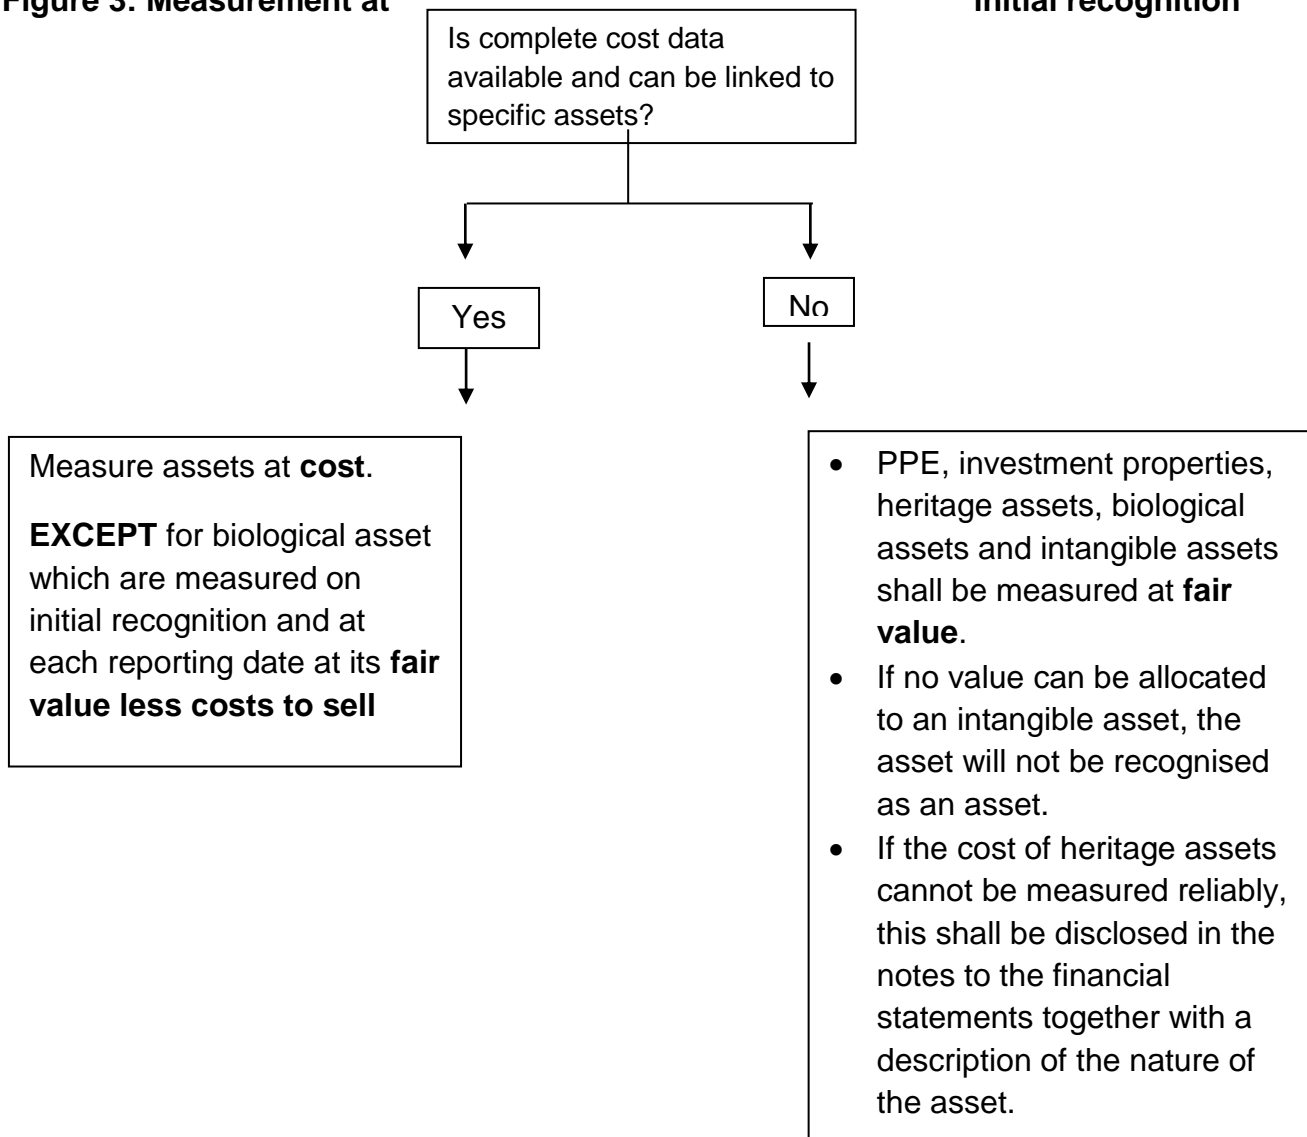 Figure 3: Measurement at initial recognition
Is complete cost data
available and can be linked to
specific assets?
Yes
No
Measure assets at cost.
EXCEPT for biological asset
which are measured on
initial recognition and at
each reporting date at its fair
value less costs to sell
• PPE, investment properties,
heritage assets, biological
assets and intangible assets
shall be measured at fair
value.
• If no value can be allocated
to an intangible asset, the
asset will not be recognised
as an asset.
• If the cost of heritage assets
cannot be measured reliably,
this shall be disclosed in the
notes to the financial
statements together with a
description of the nature of
the asset.